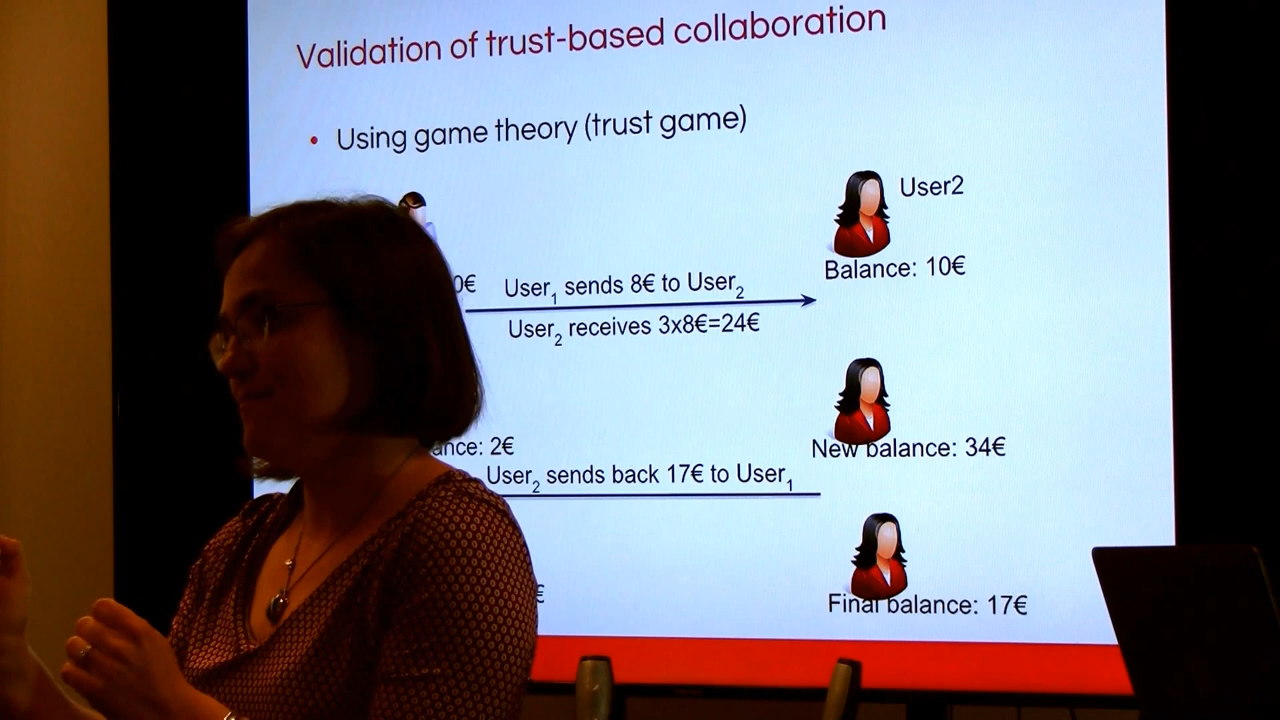 Validation of trust-based collaboration
• Using game theory (trust game)
User2
Balance: 10€
0€
User₁ sends 8€ to User₂
User₂ receives 3x8€=24€
ance: 2€
New balance: 34€
User₂ sends back 17€ to User₁
€
Final balance: 17€